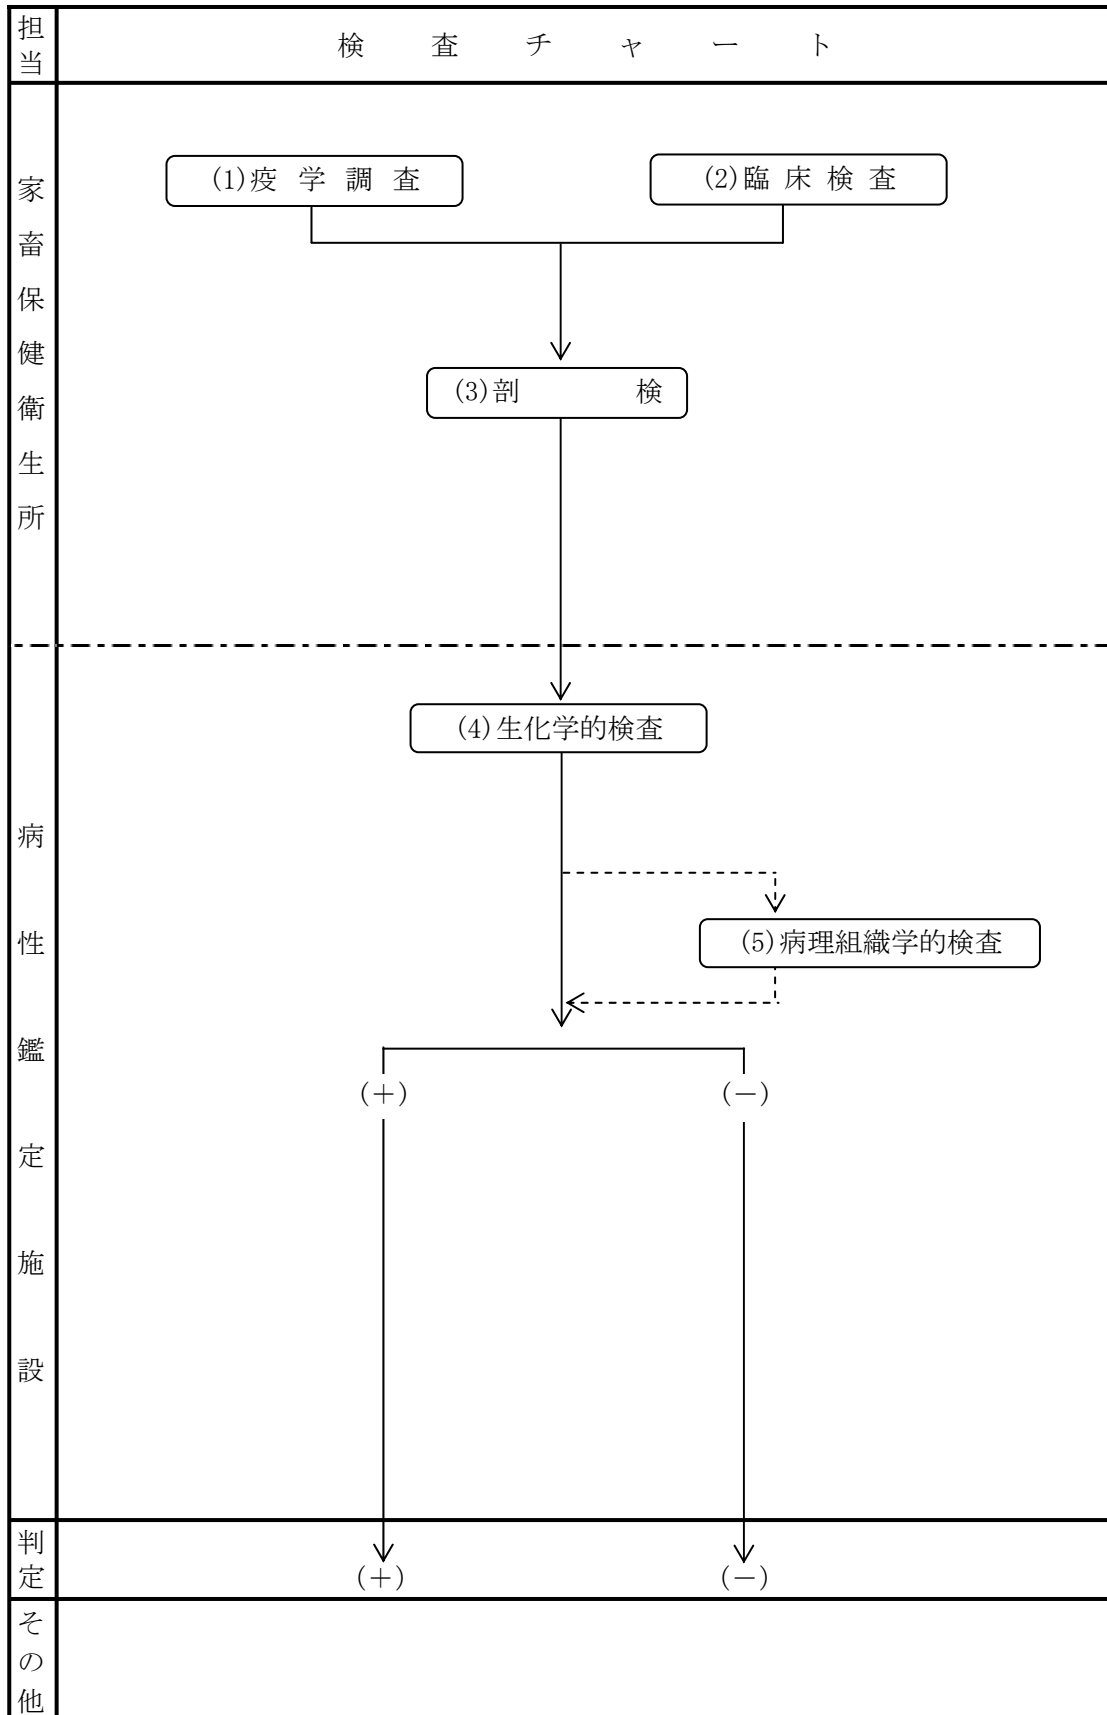 担当
検査チャート
家畜保健衛生所
(1)疫学調査
(2)臨床検査
(3)剖検
病性鑑定施設
(4)生化学的検査
(5)病理組織学的検査
(+)
(-)
判定
(+)
(-)
その他